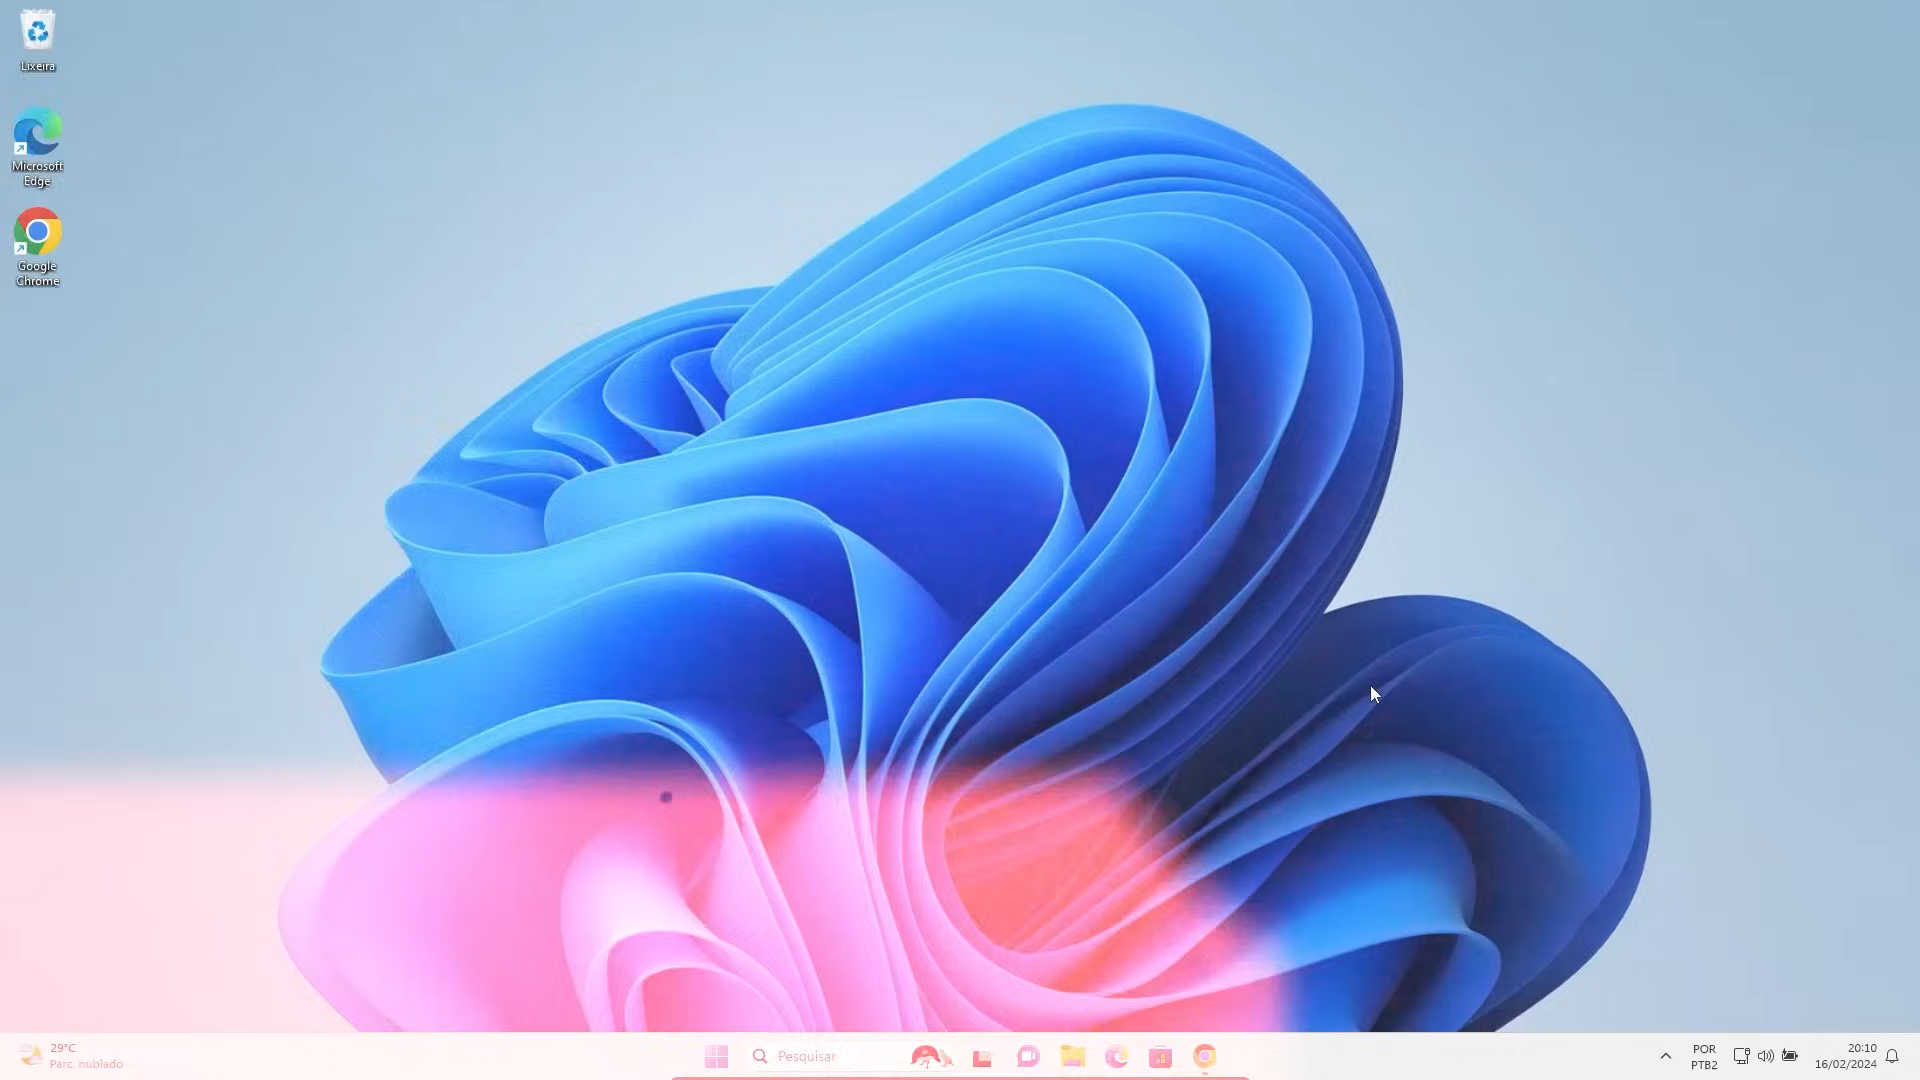 Lixeira
Microsoft
Edge
Google
Chrome
29°C
Parc. nublado
Pesquisar
POR
PTB2
20:10
16/02/2024